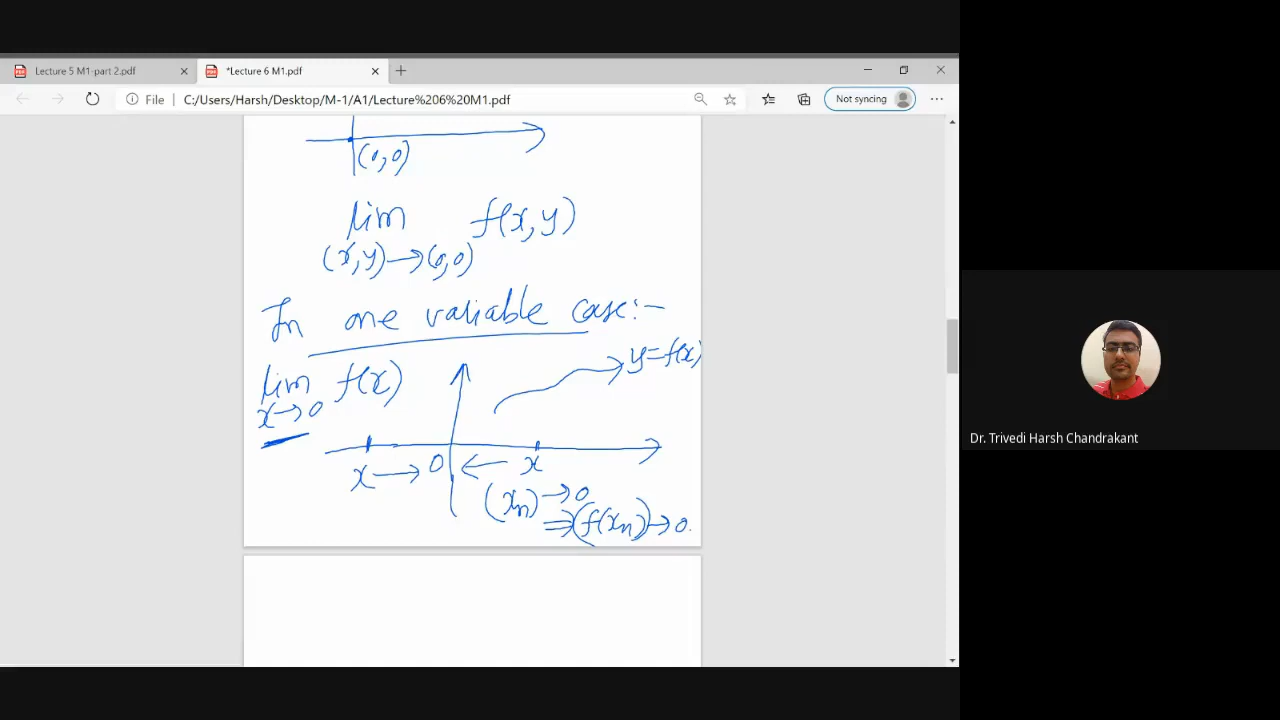 Lecture 5 M1-part 2.pdf
*Lecture 6 M1.pdf
File
C:/Users/Harsh/Desktop/M-1/A1/Lecture%206%20M1.pdf
Not syncing
(0,0)
lim f(x,y)
(x,y)→(0,0)
In one variable case:-
y=f(x)
lim f(x)
x→0
x → 0 ← x
(xn)→0
⇒(f(xn))→0.
Dr. Trivedi Harsh Chandrakant